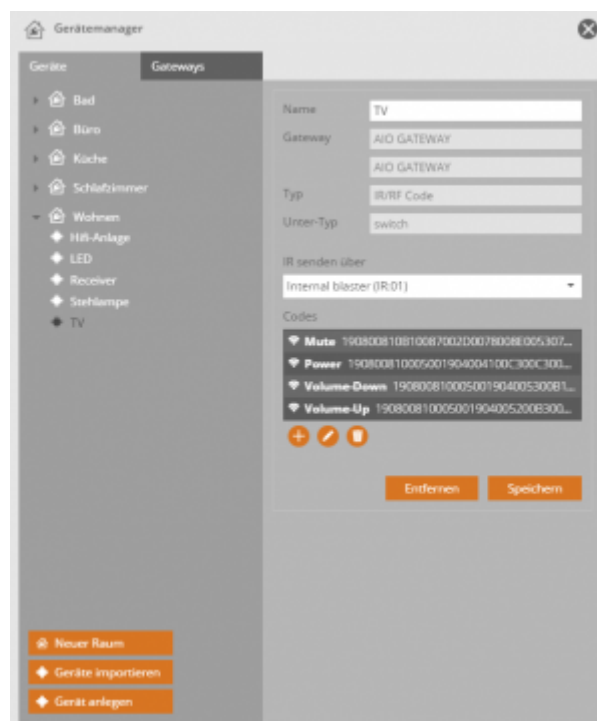 Gerätemanager
Geräte
Gateways
Bad
Büro
Küche
Schlafzimmer
Wohnen
Hifi-Anlage
LED
Receiver
Stehlampe
TV
Name TV
Gateway AIO GATEWAY
AIO GATEWAY
Typ IR/RF Code
Unter-Typ switch
IR senden über
Internal blaster (IR:01)
Codes
Mute
Power
Volume-Down
Volume-Up
Entfernen Speichern
Neuer Raum
Geräte importieren
Gerät anlegen